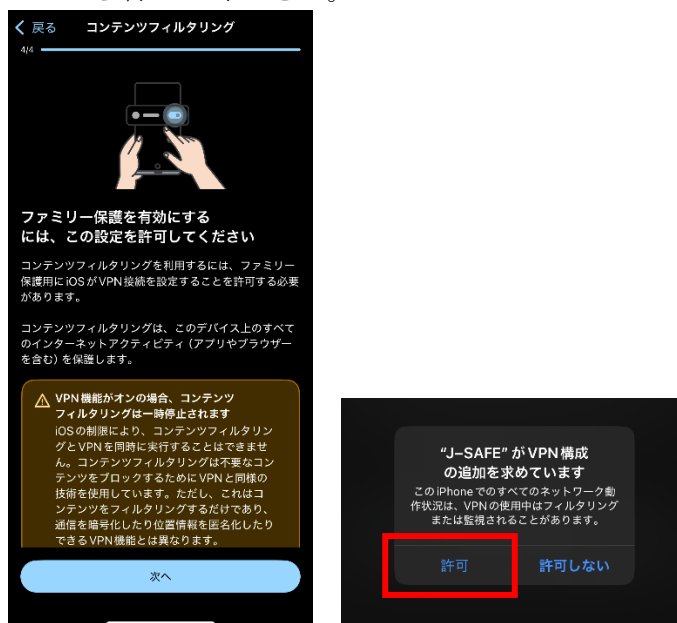 戻る コンテンツフィルタリング
4/4
ファミリー保護を有効にする
には、この設定を許可してください
コンテンツフィルタリングを利用するには、ファミリー
保護用にiOSがVPN接続を設定することを許可する必要
があります。
コンテンツフィルタリングは、このデバイス上のすべて
のインターネットアクティビティ（アプリやブラウザー
を含む）を保護します。
VPN機能がオンの場合、コンテンツ
フィルタリングは一時停止されます
iOSの制限により、コンテンツフィルタリン
グとVPNを同時に実行することはできませ
ん。コンテンツフィルタリングは不要なコン
テンツをブロックするためにVPNと同様の
技術を使用しています。ただし、これはコ
ンテンツをフィルタリングするだけであり、
通信を暗号化したり位置情報を匿名化したり
できるVPN機能とは異なります。
次へ
"J–SAFE" がVPN構成
の追加を求めています
このiPhoneでのすべてのネットワーク動
作状況は、VPNの使用中はフィルタリング
または監視されることがあります。
許可 許可しない